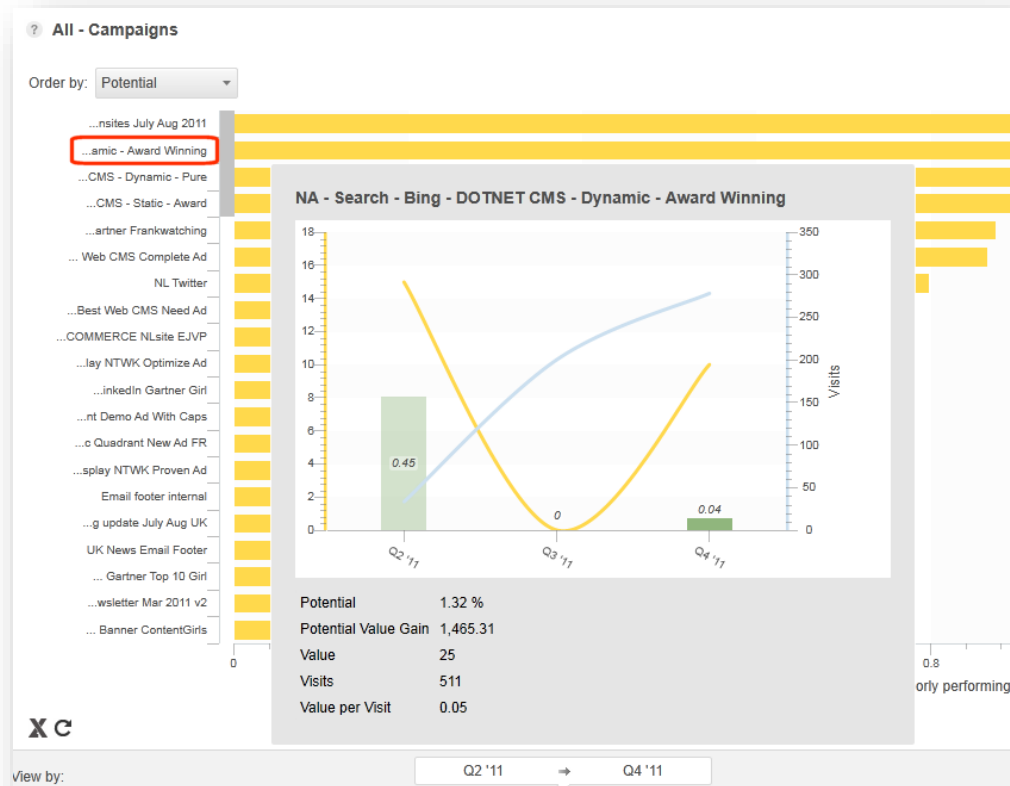 ? All - Campaigns
Order by: Potential
...nsites July Aug 2011
...amic - Award Winning
...CMS - Dynamic - Pure
...CMS - Static - Award
...artner Frankwatching
... Web CMS Complete Ad
NL Twitter
...Best Web CMS Need Ad
...COMMERCE NLsite EJVP
...lay NTWK Optimize Ad
...inkedIn Gartner Girl
...nt Demo Ad With Caps
...c Quadrant New Ad FR
...splay NTWK Proven Ad
Email footer internal
...g update July Aug UK
UK News Email Footer
... Gartner Top 10 Girl
...wsletter Mar 2011 v2
... Banner ContentGirls
0
0.8
orly performing
NA - Search - Bing - DOTNET CMS - Dynamic - Award Winning
18
16
14
12
10
8
6
4
2
0
350
300
250
200
150
100
50
0
Visits
0.45
0
0.04
Q2 '11
Q3 '11
Q4 '11
Potential 1.32 %
Potential Value Gain 1,465.31
Value 25
Visits 511
Value per Visit 0.05
View by:
Q2 '11 → Q4 '11